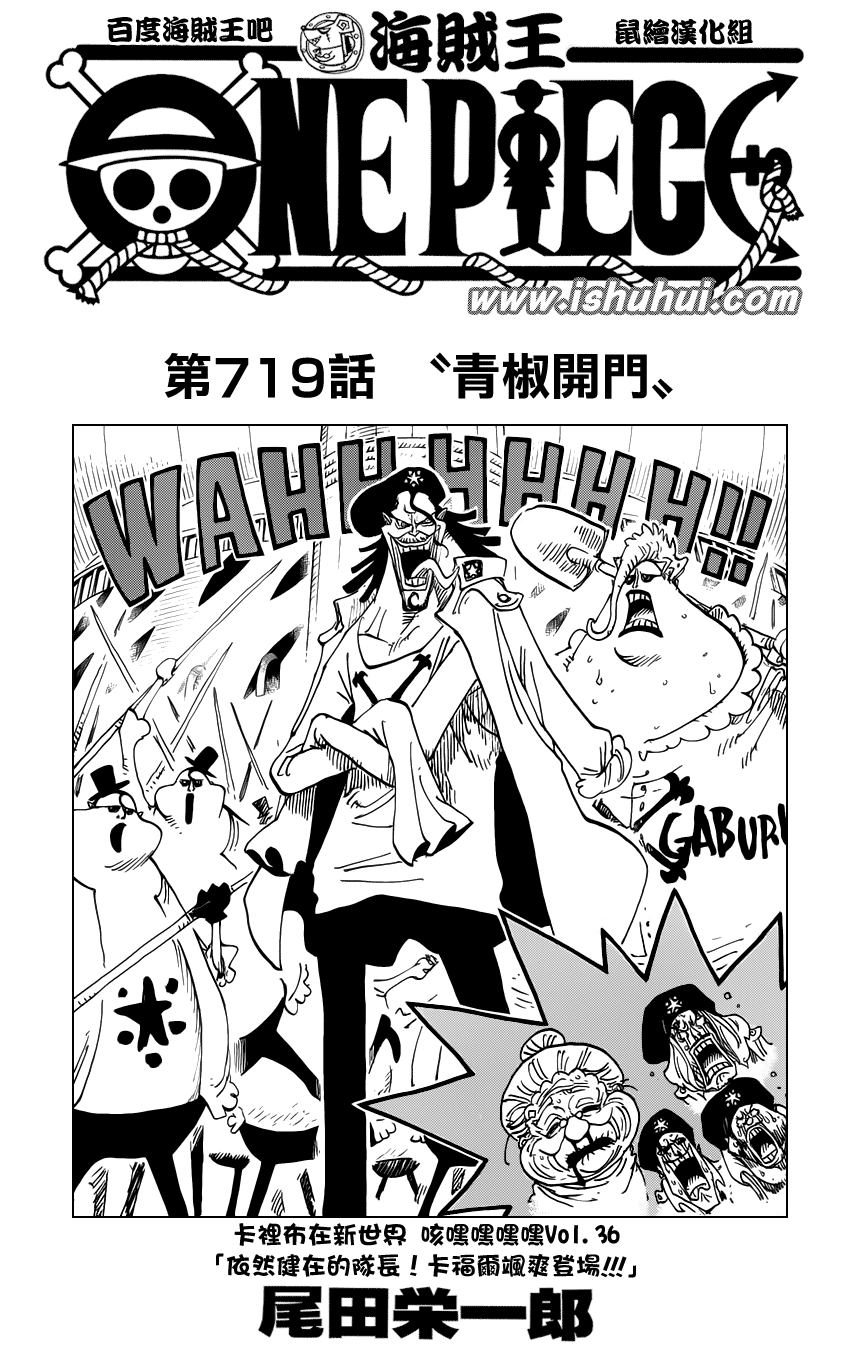 百度海賊王吧
海賊王
鼠繪漢化組
ONE PIECE
www.ishuhui.com
第719話 〝青椒開門〟
WAHHHHHHH!!
GABURU
卡裡布在新世界 咳嘿嘿嘿嘿Vol.36
「依然健在的隊長！卡福爾颯爽登場!!!」
尾田栄一郎